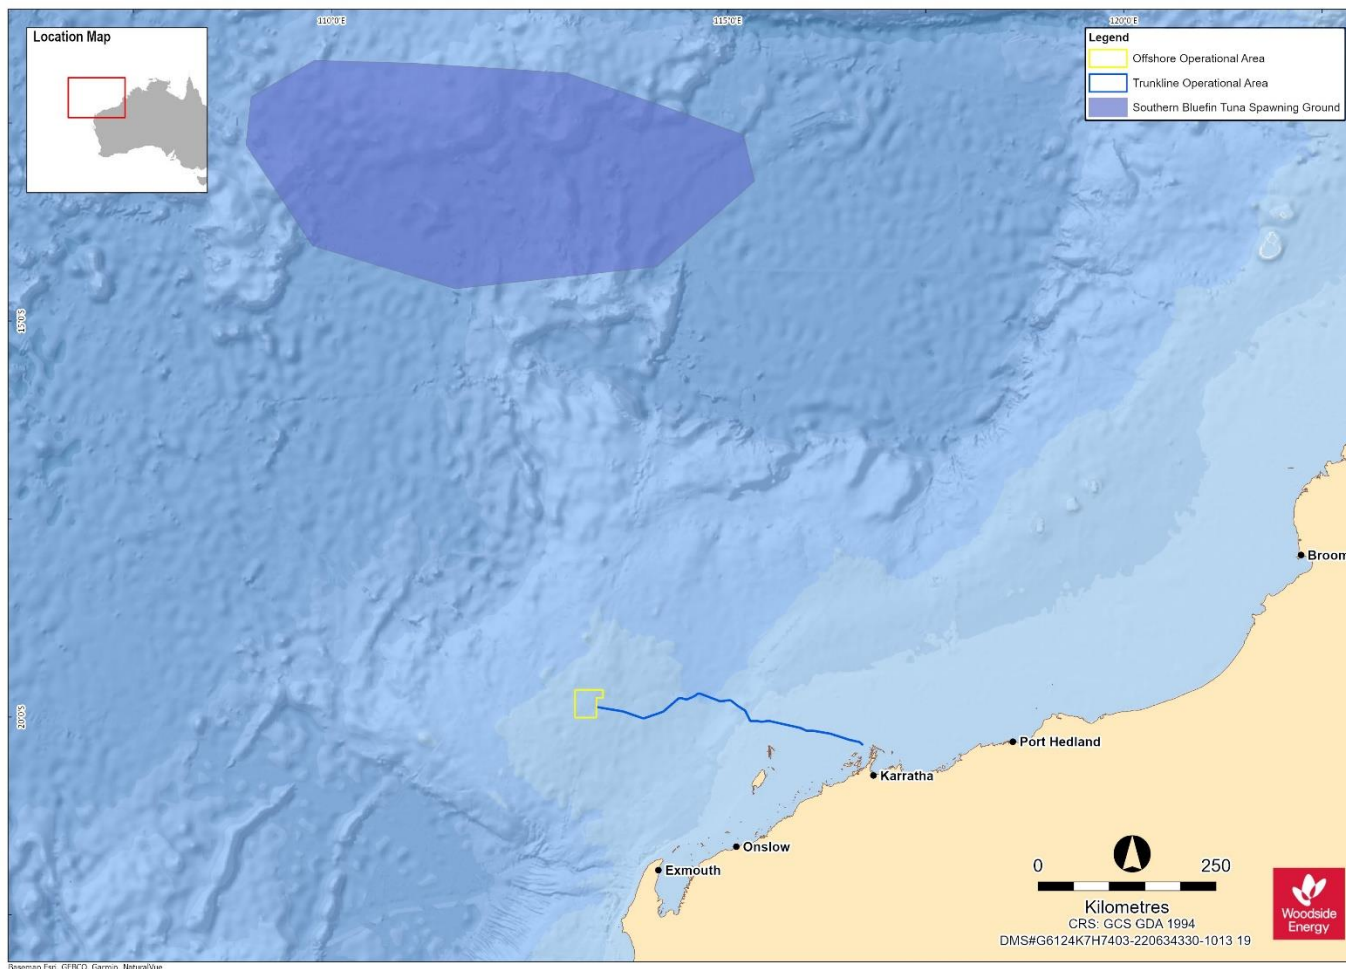 Location Map
110°0'E
115°0'E
120°0'E
Legend
Offshore Operational Area
Trunkline Operational Area
Southern Bluefin Tuna Spawning Ground
15°0'S
20°0'S
Broom
Port Hedland
Karratha
Onslow
Exmouth
0 250
Kilometres
CRS: GCS GDA 1994
DMS#G6124K7H7403-220634330-1013 19
Woodside
Energy
Basemap Esri, GEBCO, Garmin, NaturalVue